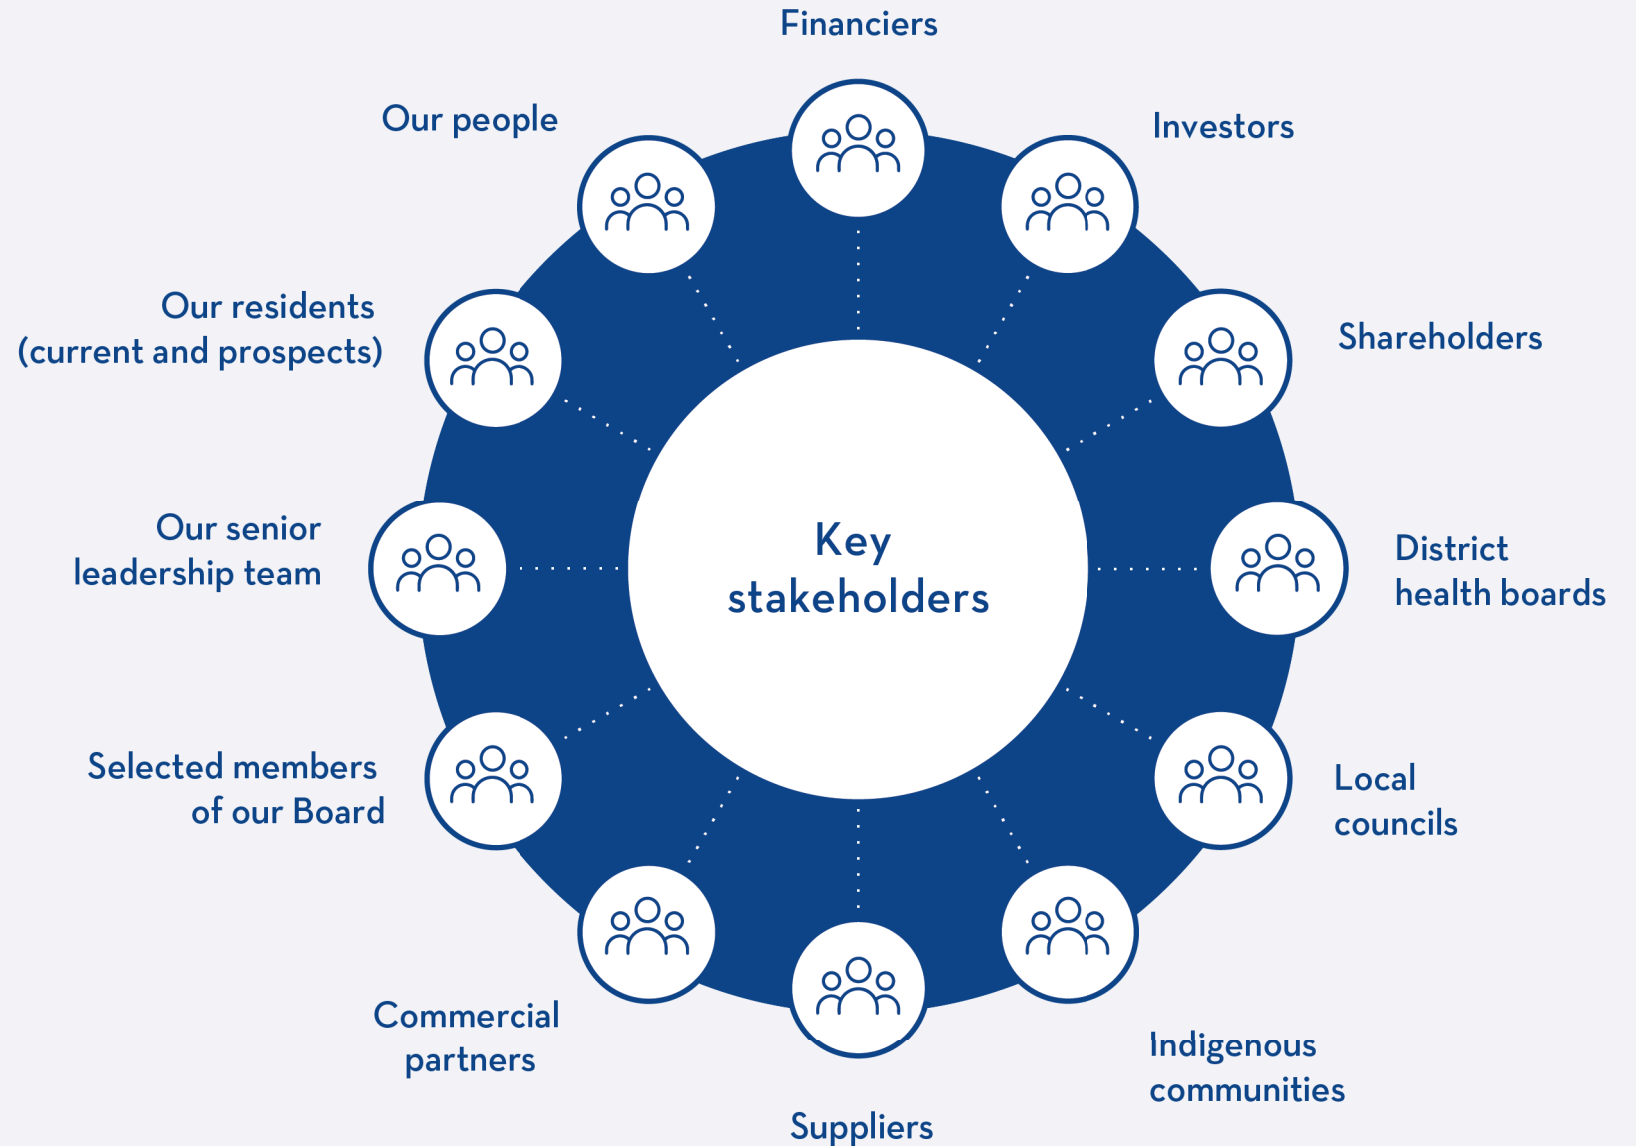 Financiers
Investors
Shareholders
District
health boards
Local
councils
Indigenous
communities
Suppliers
Commercial
partners
Selected members
of our Board
Our senior
leadership team
Our residents
(current and prospects)
Our people
Key
stakeholders